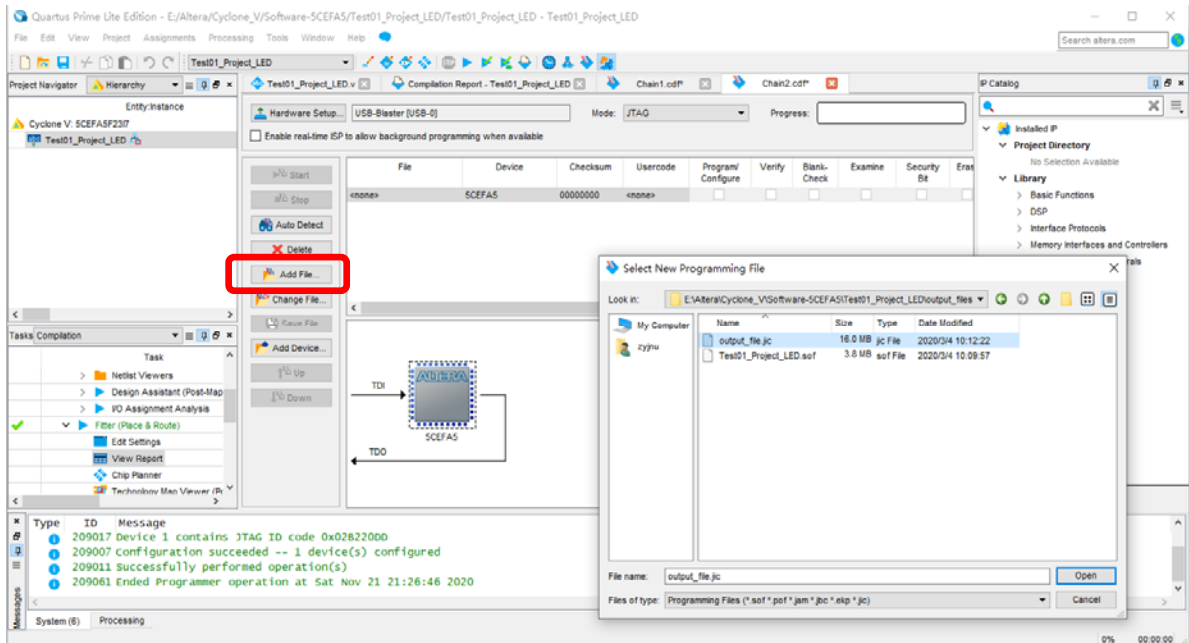 Quartus Prime Lite Edition - E:/Altera/Cyclone_V/Software-5CEFA5/Test01_Project_LED/Test01_Project_LED - Test01_Project_LED
File Edit View Project Assignments Processing Tools Window Help
Search altera.com
Test01_Project_LED
Project Navigator Hierarchy
Test01_Project_LED.v
Compilation Report - Test01_Project_LED
Chain1.cdf*
Chain2.cdf*
IP Catalog
Entity:Instance
Cyclone V: 5CEFA5F23I7
Test01_Project_LED
Hardware Setup...
USB-Blaster [USB-0]
Mode: JTAG
Progress:
Enable real-time ISP to allow background programming when available
Start
Stop
Auto Detect
Delete
Add File...
Change File...
Save File
Add Device...
Up
Down
File Device Checksum Usercode Program/ Configure Verify Blank- Check Examine Security Bit Eras
<none> 5CEFA5 00000000 <none>
TDI
ALTERA
5CEFA5
TDO
Installed IP
Project Directory
No Selection Available
Library
Basic Functions
DSP
Interface Protocols
Memory Interfaces and Controllers
rals
Tasks Compilation
Task
Netlist Viewers
Design Assistant (Post-Map
I/O Assignment Analysis
Fitter (Place & Route)
Edit Settings
View Report
Chip Planner
Technology Map Viewer (Po
Select New Programming File
Look in: E:\Altera\Cyclone_V\Software-5CEFA5\Test01_Project_LED\output_files
My Computer
zyjnu
Name Size Type Date Modified
output_file.jic 16.0 MB jic File 2020/3/4 10:12:22
Test01_Project_LED.sof 3.8 MB sof File 2020/3/4 10:09:57
File name: output_file.jic
Open
Files of type: Programming Files (*.sof *.pof *.jam *.jbc *.ekp *.jic)
Cancel
Type ID Message
209017 Device 1 contains JTAG ID code 0x02B220DD
209007 Configuration succeeded -- 1 device(s) configured
209011 Successfully performed operation(s)
209061 Ended Programmer operation at Sat Nov 21 21:26:46 2020
Messages
System (6) Processing
0% 00:00:00